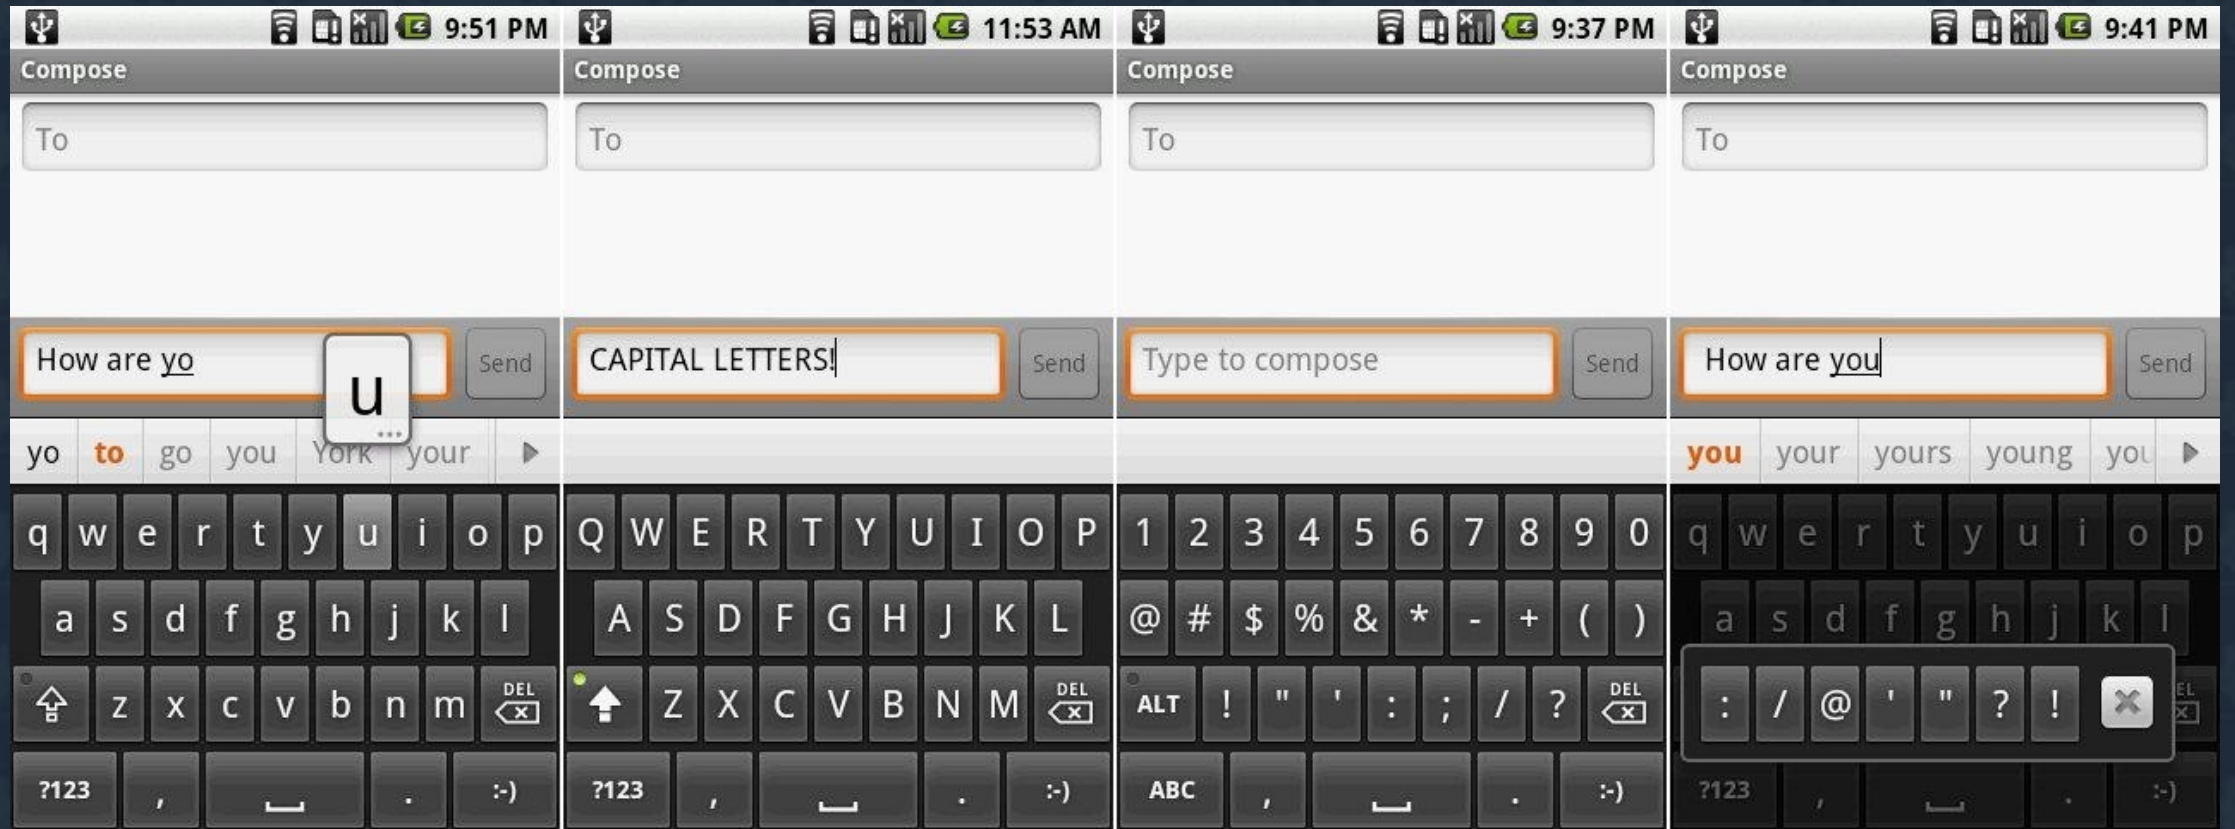 9:51 PM
Compose
To
How are yo
u
...
Send
yo to go you York your
q w e r t y u i o p
a s d f g h j k l
z x c v b n m DEL
?123 , . :-)
11:53 AM
Compose
To
CAPITAL LETTERS!
Send
Q W E R T Y U I O P
A S D F G H J K L
Z X C V B N M DEL
?123 , . :-)
9:37 PM
Compose
To
Type to compose
Send
1 2 3 4 5 6 7 8 9 0
@ # $ % & * - + ( )
ALT ! " ' : ; / ? DEL
ABC , . :-)
9:41 PM
Compose
To
How are you
Send
you your yours young you
q w e r t y u i o p
a s d f g h j k l
: / @ ' " ? ! EL
?123 , . :-)